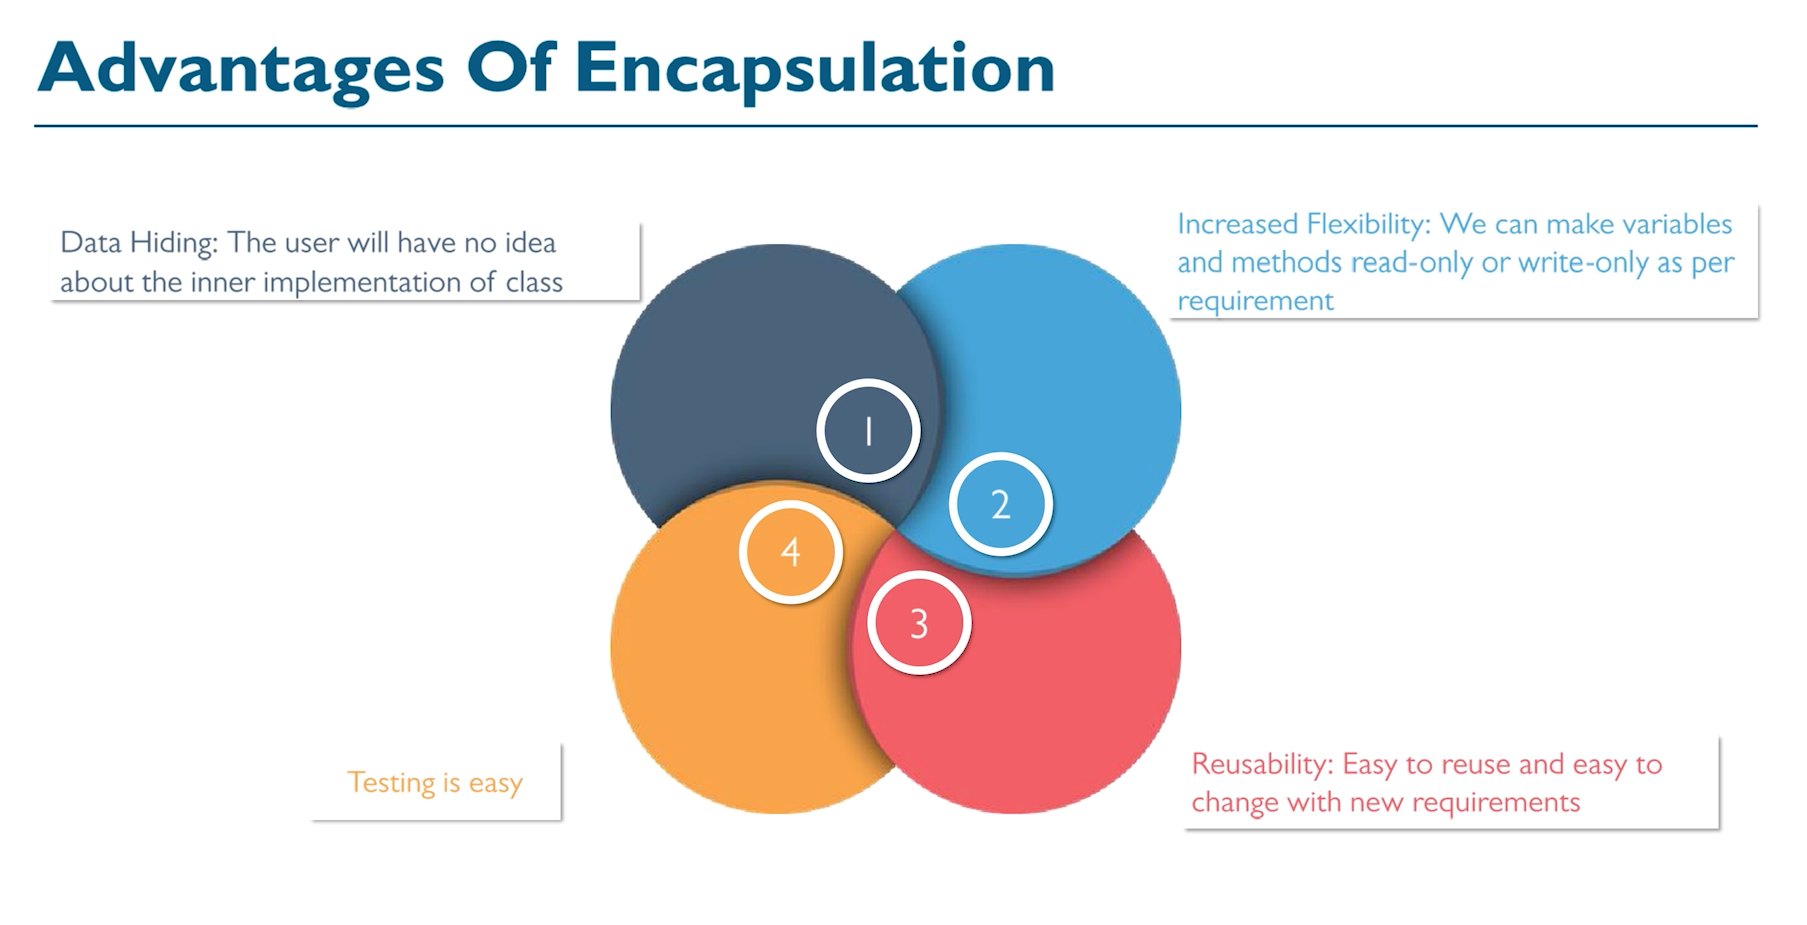 Advantages Of Encapsulation
Data Hiding: The user will have no idea
about the inner implementation of class
Increased Flexibility: We can make variables
and methods read-only or write-only as per
requirement
1
2
4
3
Testing is easy
Reusability: Easy to reuse and easy to
change with new requirements